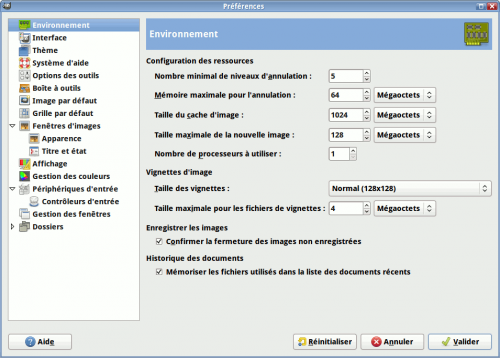 Préférences
Environnement
Interface
Thème
Système d'aide
Options des outils
Boîte à outils
Image par défaut
Grille par défaut
Fenêtres d'images
Apparence
Titre et état
Affichage
Gestion des couleurs
Périphériques d'entrée
Contrôleurs d'entrée
Gestion des fenêtres
Dossiers
Environnement
Configuration des ressources
Nombre minimal de niveaux d'annulation : 5
Mémoire maximale pour l'annulation : 64 Mégaoctets
Taille du cache d'image : 1024 Mégaoctets
Taille maximale de la nouvelle image : 128 Mégaoctets
Nombre de processeurs à utiliser : 1
Vignettes d'image
Taille des vignettes : Normal (128x128)
Taille maximale pour les fichiers de vignettes : 4 Mégaoctets
Enregistrer les images
Confirmer la fermeture des images non enregistrées
Historique des documents
Mémoriser les fichiers utilisés dans la liste des documents récents
Aide Réinitialiser Annuler Valider